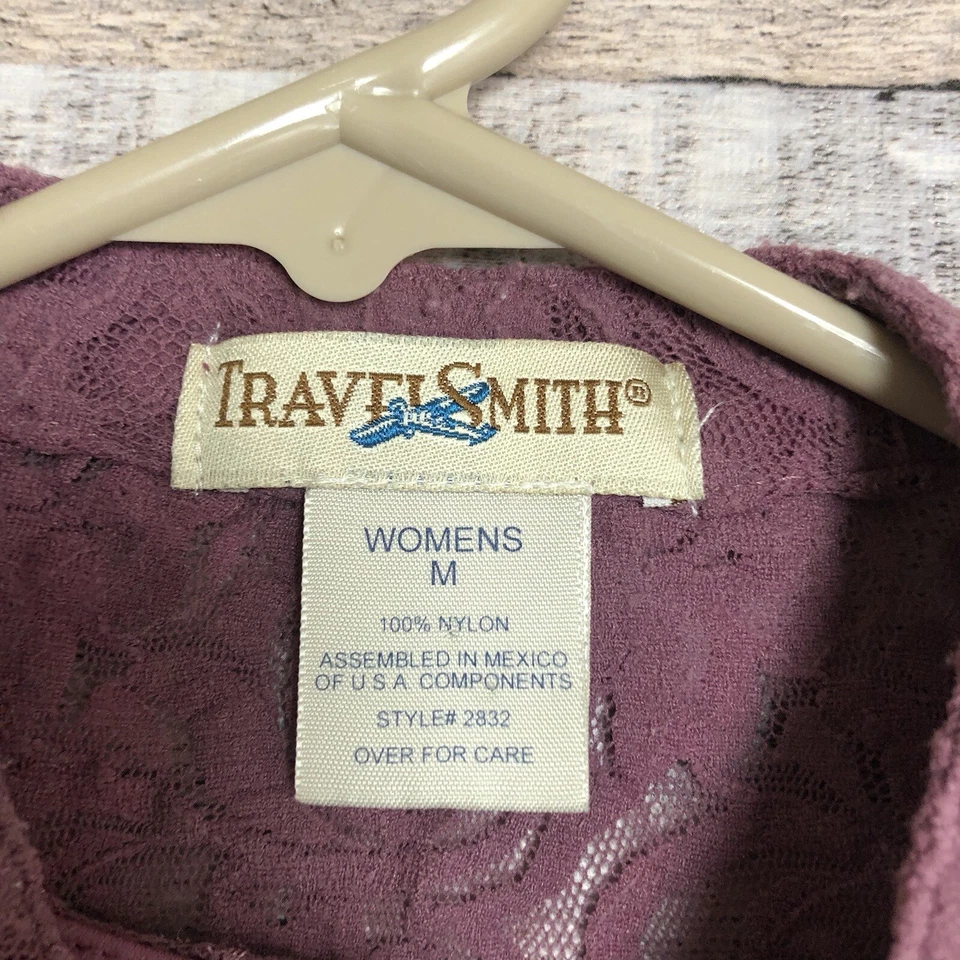 TRAVELSMITH®
WOMENS
M
100% NYLON
ASSEMBLED IN MEXICO
OF U S A COMPONENTS
STYLE# 2832
OVER FOR CARE